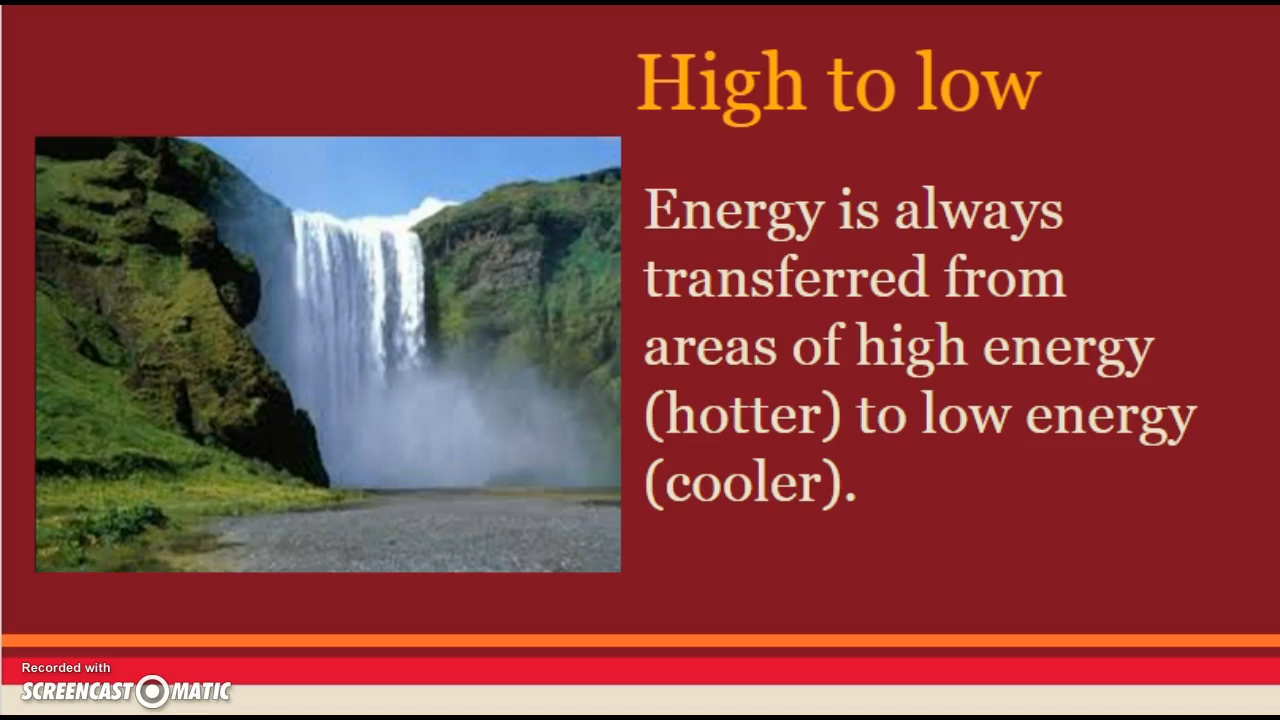 High to low
Energy is always
transferred from
areas of high energy
(hotter) to low energy
(cooler).
Recorded with
SCREENCAST MATIC